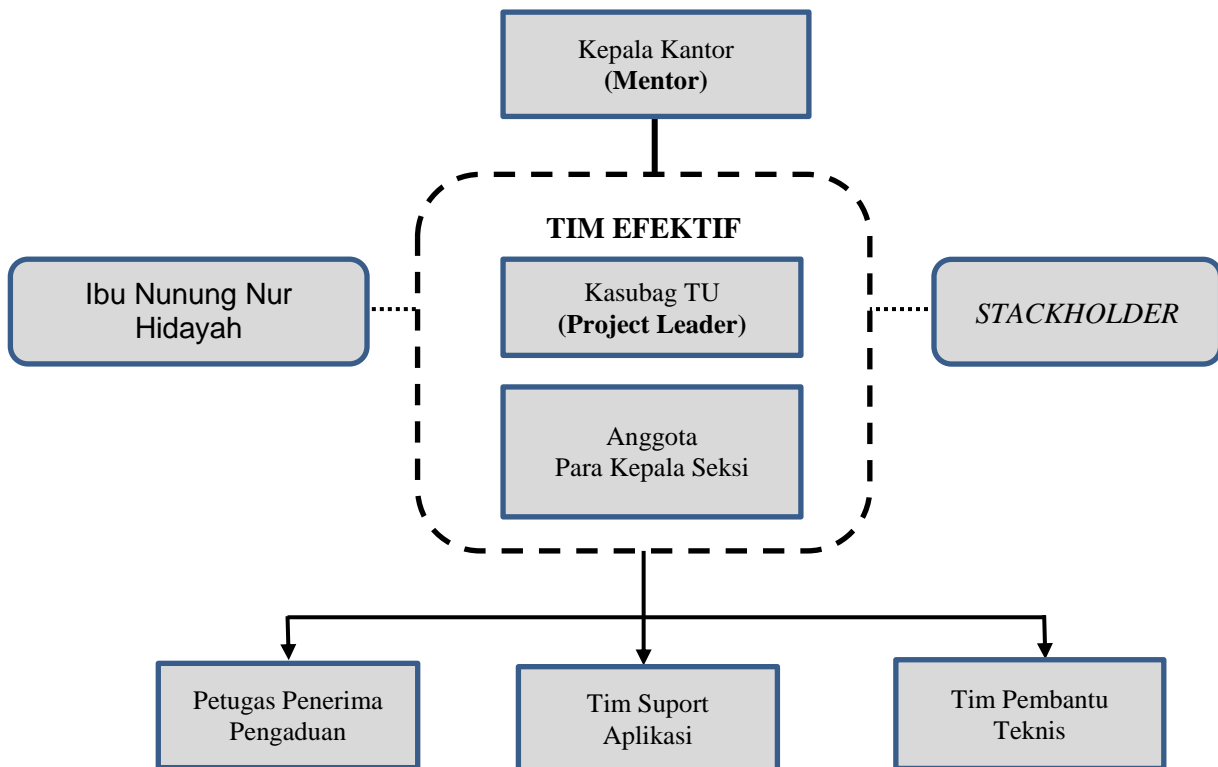 Kepala Kantor
(Mentor)
TIM EFEKTIF
Ibu Nunung Nur
Hidayah
Kasubag TU
(Project Leader)
STACKHOLDER
Anggota
Para Kepala Seksi
Petugas Penerima
Pengaduan
Tim Suport
Aplikasi
Tim Pembantu
Teknis